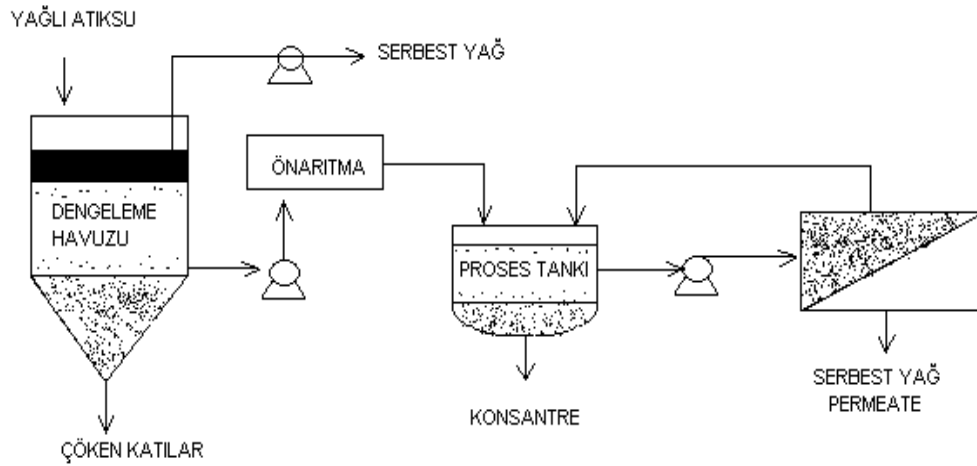 YAĞLI ATIKSU
SERBEST YAĞ
ÖNARITMA
DENGELEME
HAVUZU
PROSES TANKI
SERBEST YAĞ
PERMEATE
KONSANTRE
ÇÖKEN KATILAR